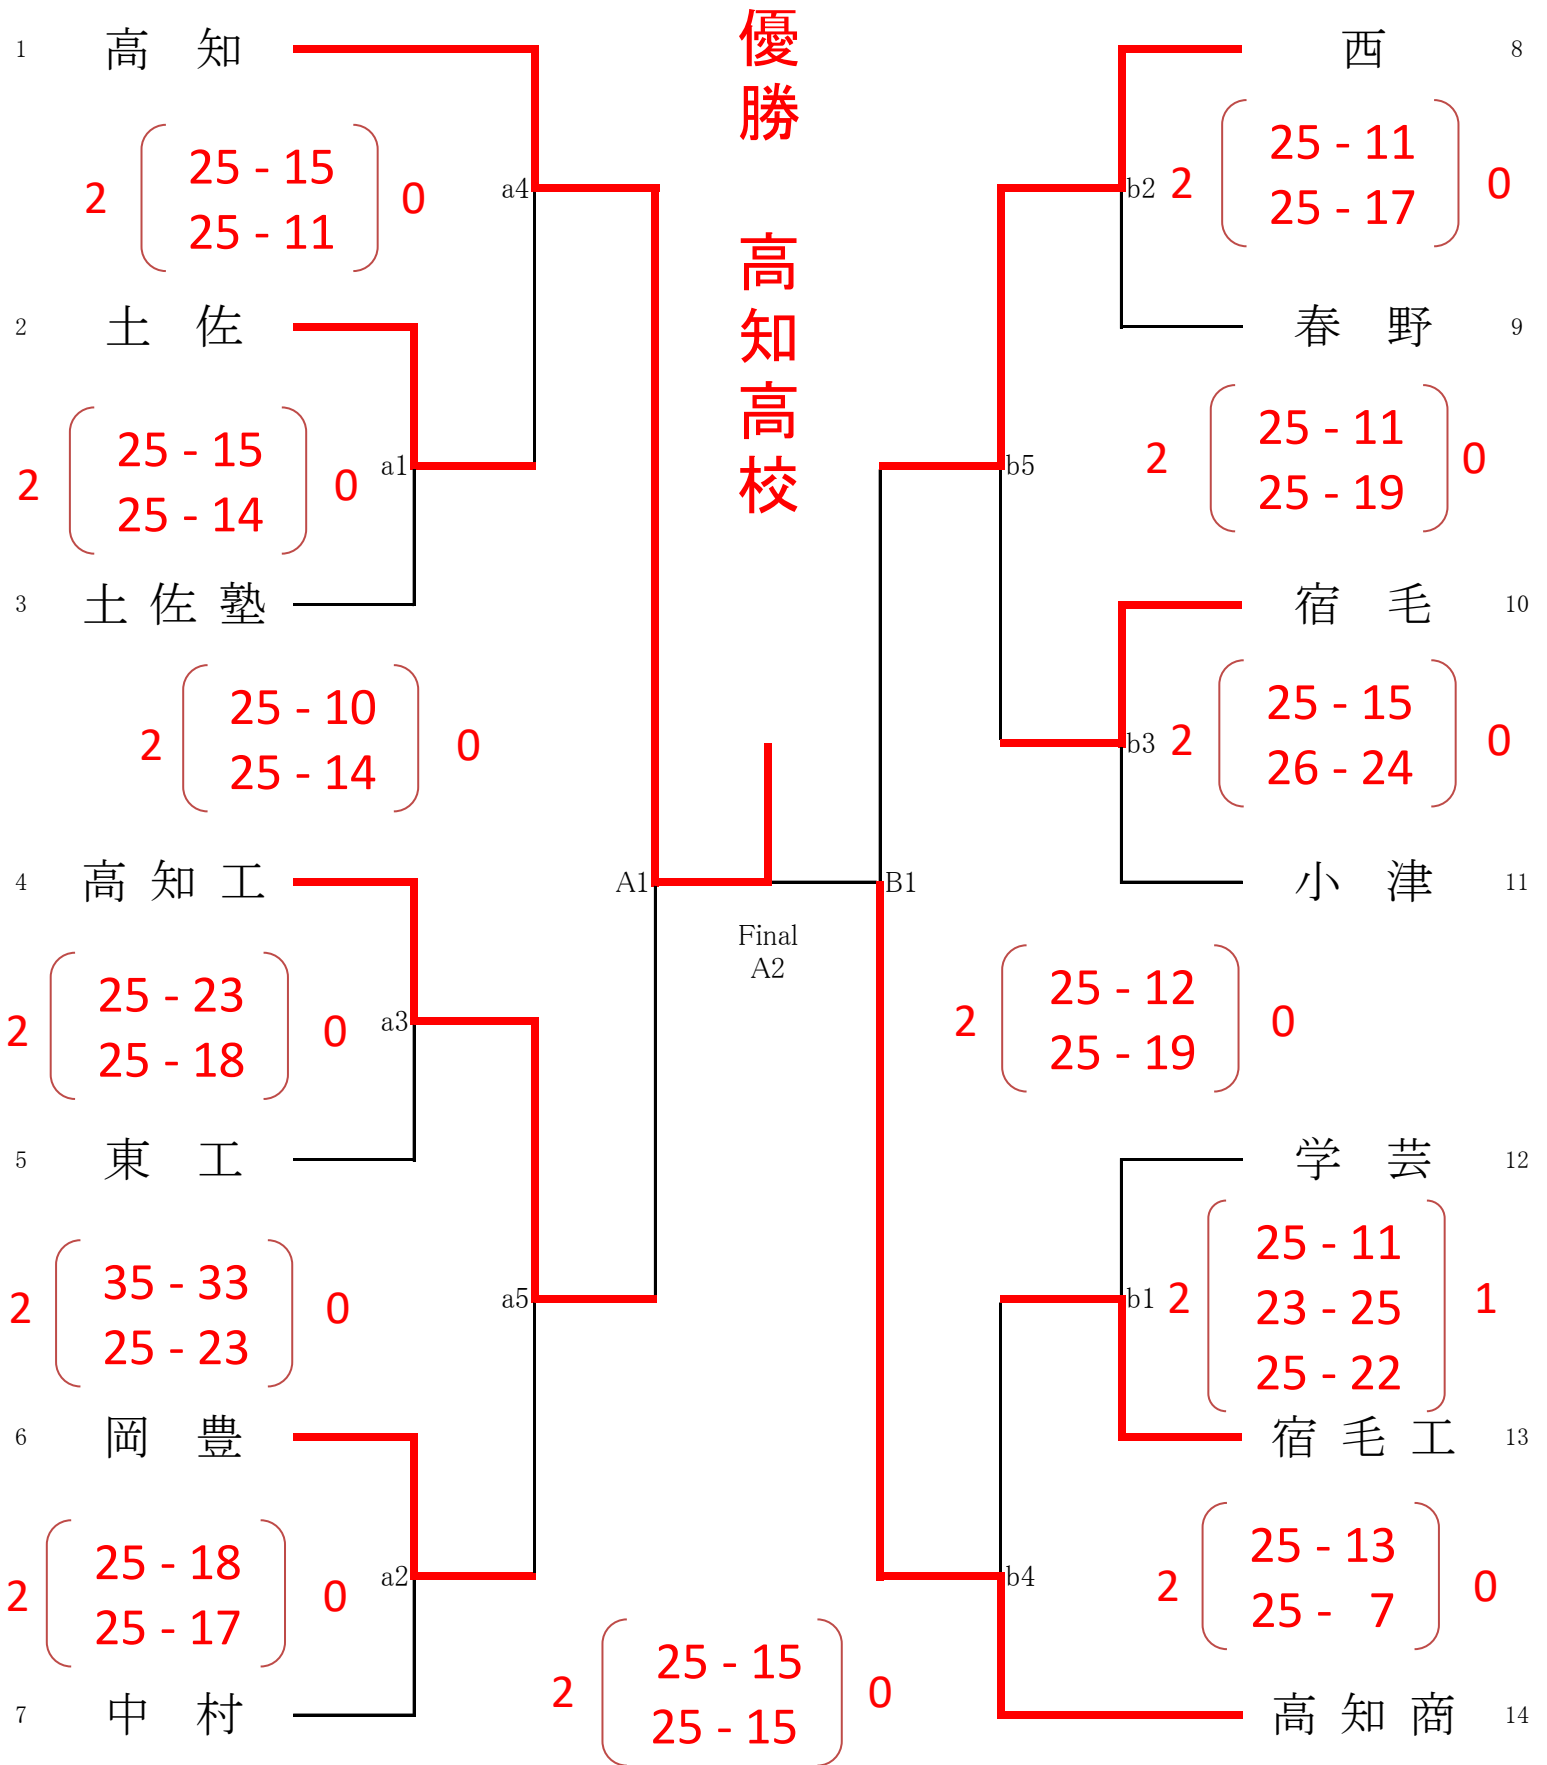 優勝 高知高校
1 高 知
2 25 - 15 0
25 - 11
a4
2 土 佐
2 25 - 15 0
25 - 14
a1
3 土 佐 塾
2 25 - 10 0
25 - 14
4 高 知 工
A1
2 25 - 23 0
25 - 18
a3
5 東 工
2 35 - 33 0
25 - 23
a5
6 岡 豊
2 25 - 18 0
25 - 17
a2
7 中 村
Final
A2
2 25 - 15 0
25 - 15
西 8
b2
2 25 - 11 0
25 - 17
春 野 9
2 25 - 11 0
25 - 19
b5
宿 毛 10
b3
2 25 - 15 0
26 - 24
小 津 11
B1
2 25 - 12 0
25 - 19
学 芸 12
b1
2 25 - 11 1
23 - 25
25 - 22
宿 毛 工 13
2 25 - 13 0
25 - 7
b4
高 知 商 14